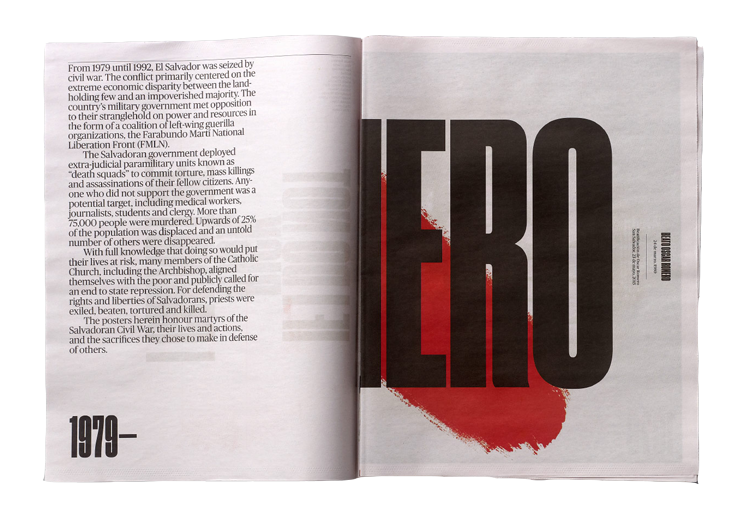 From 1979 until 1992, El Salvador was seized by
civil war. The conflict primarily centered on the
extreme economic disparity between the land-
holding few and an impoverished majority. The
country's military government met opposition
to their stranglehold on power and resources in
the form of a coalition of left-wing guerilla
organizations, the Farabundo Martí National
Liberation Front (FMLN).
The Salvadoran government deployed
extra-judicial paramilitary units known as
“death squads” to commit torture, mass killings
and assassinations of their fellow citizens. Any-
one who did not support the government was a
potential target, including medical workers,
journalists, students and clergy. More than
75,000 people were murdered. Upwards of 25%
of the population was displaced and an untold
number of others were disappeared.
With full knowledge that doing so would put
their lives at risk, many members of the Catholic
Church, including the Archbishop, aligned
themselves with the poor and publicly called for
an end to state repression. For defending the
rights and liberties of Salvadorans, priests were
exiled, beaten, tortured and killed.
The posters herein honour martyrs of the
Salvadoran Civil War, their lives and actions,
and the sacrifices they chose to make in defense
of others.
1979—
ERO
BEATO OSCAR ROMERO